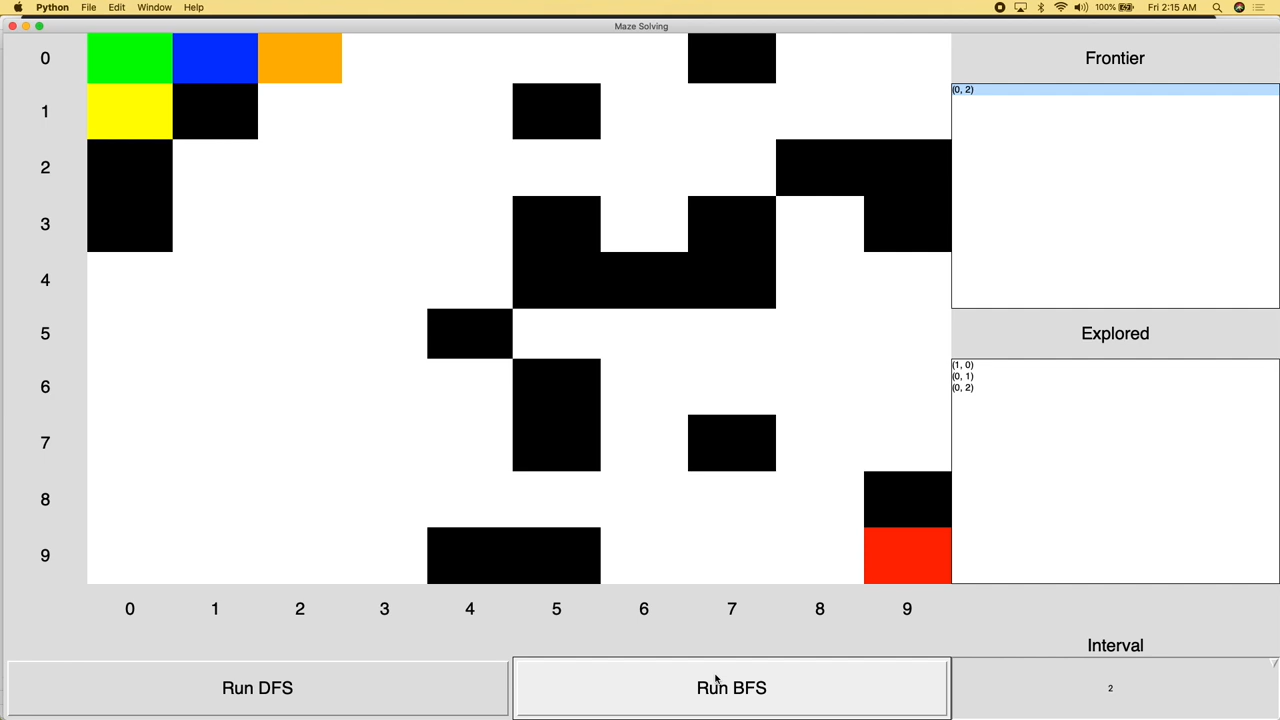 Python File Edit Window Help 100% Fri 2:15 AM
Maze Solving
0
1
2
3
4
5
6
7
8
9
0 1 2 3 4 5 6 7 8 9
Frontier
(0, 2)
Explored
(1, 0)
(0, 1)
(0, 2)
Interval
2
Run DFS
Run BFS